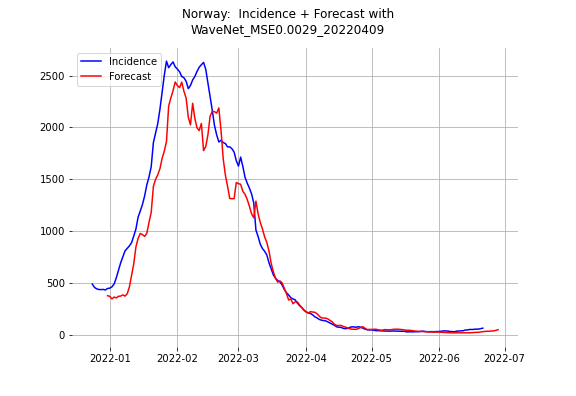 Norway:  Incidence + Forecast with
WaveNet_MSE0.0029_20220409
Incidence
Forecast
2500
2000
1500
1000
500
0
2022-01 2022-02 2022-03 2022-04 2022-05 2022-06 2022-07